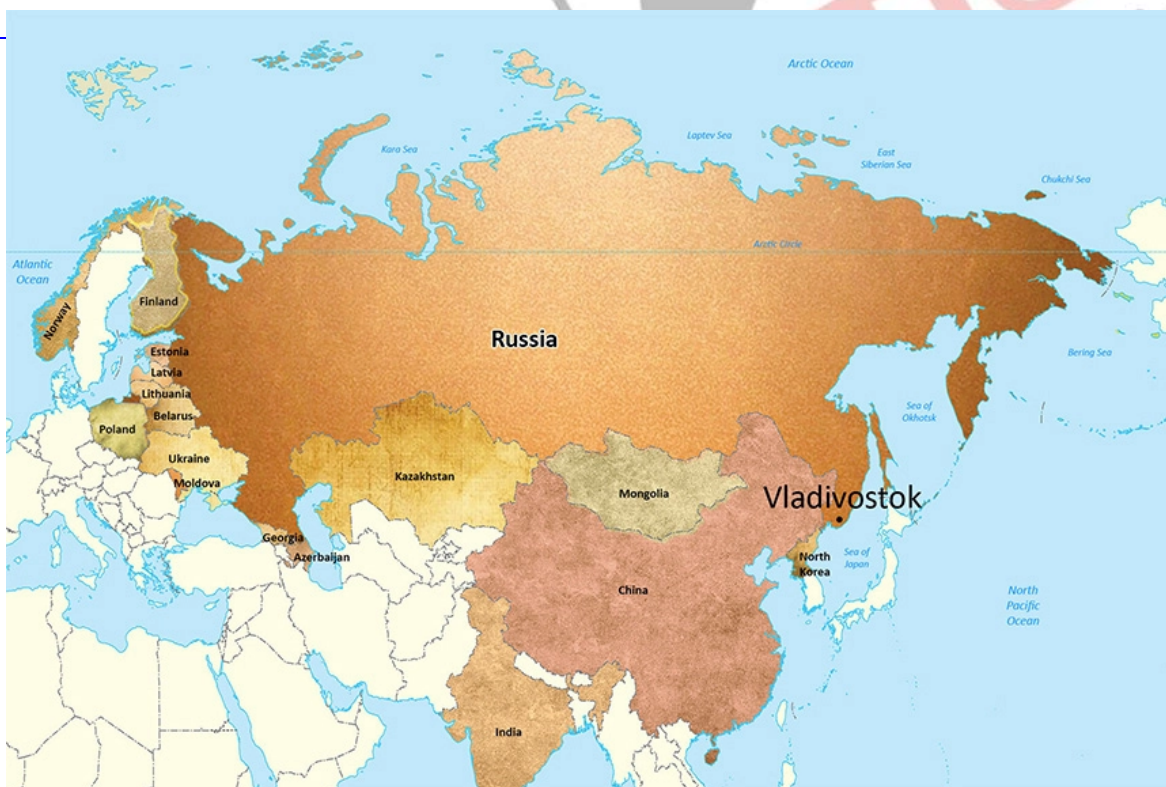 Arctic Ocean
Kara Sea
Laptev Sea
East
Siberian Sea
Chukchi Sea
Arctic Circle
Atlantic
Ocean
Norway
Finland
Russia
Estonia
Latvia
Lithuania
Belarus
Poland
Ukraine
Moldova
Kazakhstan
Mongolia
Vladivostok
Sea of
Okhotsk
Bering Sea
Georgia
Azerbaijan
North
Korea
Sea of
Japan
China
North
Pacific
Ocean
India